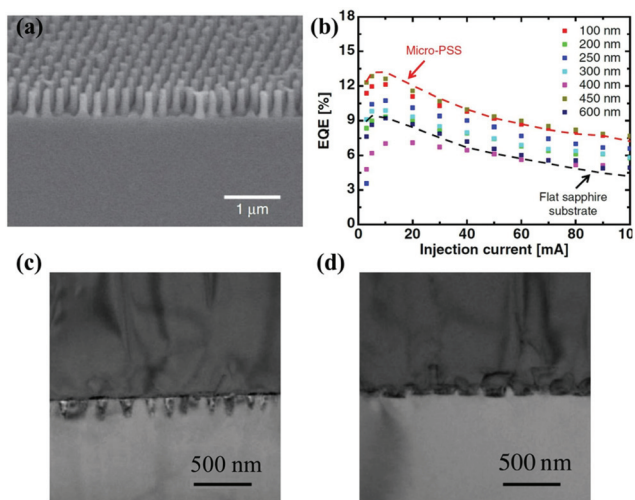 (a)
1 µm
(b)
18
15
12
9
6
3
0
EQE [%]
Micro-PSS
100 nm
200 nm
250 nm
300 nm
400 nm
450 nm
600 nm
Flat sapphire
substrate
0 20 40 60 80 100
Injection current [mA]
(c)
500 nm
(d)
500 nm